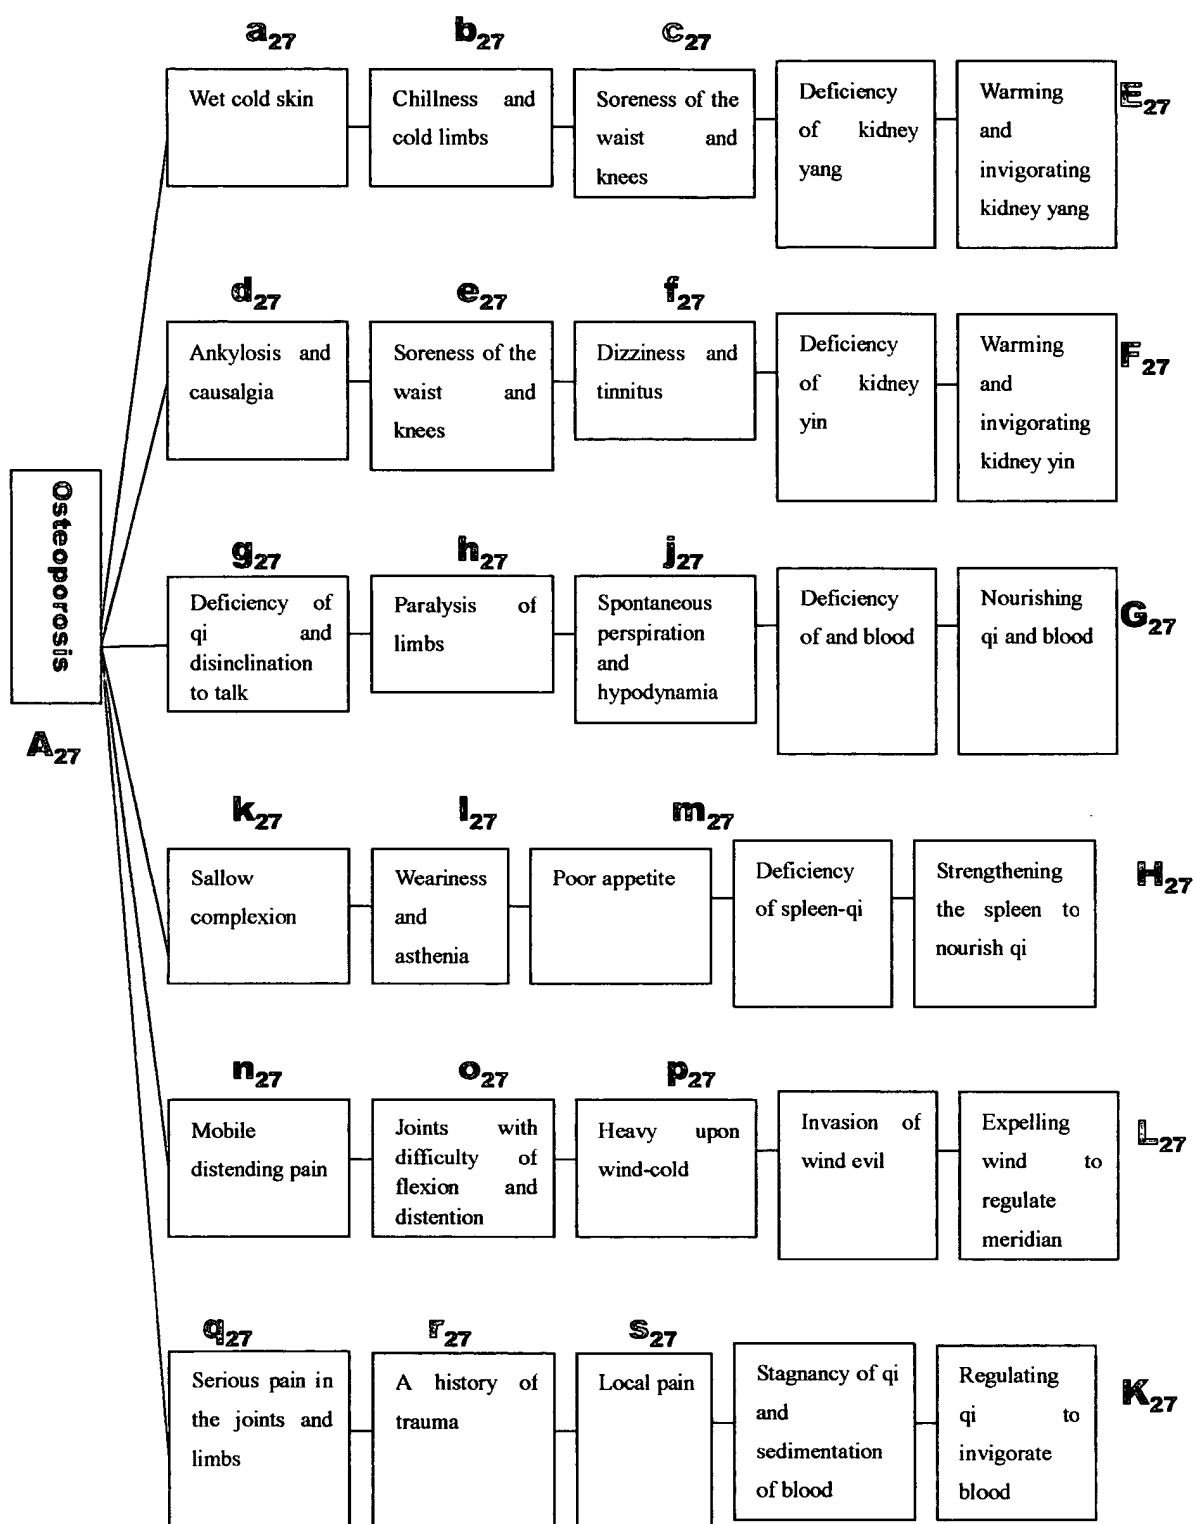 a27 b27 c27
Wet cold skin
Chillness and
cold limbs
Soreness of the
waist and
knees
Deficiency
of kidney
yang
Warming
and
invigorating
kidney yang
E27
d27 e27 f27
Ankylosis and
causalgia
Soreness of the
waist and
knees
Dizziness and
tinnitus
Deficiency
of kidney
yin
Warming
and
invigorating
kidney yin
F27
Osteoporosis
A27
g27 h27 j27
Deficiency of
qi and
disinclination
to talk
Paralysis of
limbs
Spontaneous
perspiration
and
hypodynamia
Deficiency
of and blood
Nourishing
qi and blood
G27
k27 l27 m27
Sallow
complexion
Weariness
and
asthenia
Poor appetite
Deficiency
of spleen-qi
Strengthening
the spleen to
nourish qi
H27
n27 o27 p27
Mobile
distending pain
Joints with
difficulty of
flexion and
distention
Heavy upon
wind-cold
Invasion of
wind evil
Expelling
wind to
regulate
meridian
L27
q27 r27 s27
Serious pain in
the joints and
limbs
A history of
trauma
Local pain
Stagnancy of qi
and
sedimentation
of blood
Regulating
qi to
invigorate
blood
K27